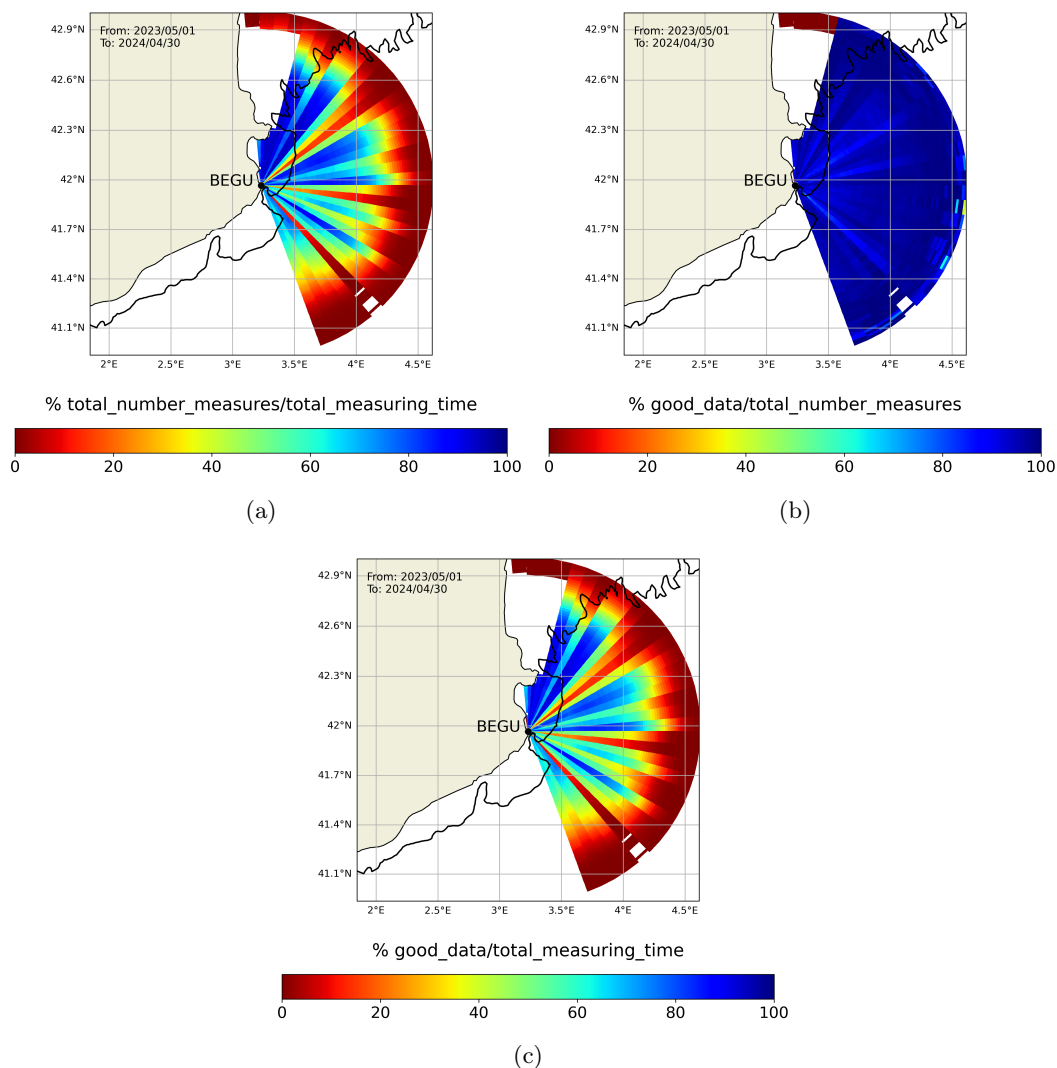 From: 2023/05/01
To: 2024/04/30
42.9°N
42.6°N
42.3°N
42°N
41.7°N
41.4°N
41.1°N
BEGU
2°E 2.5°E 3°E 3.5°E 4°E 4.5°E
% total_number_measures/total_measuring_time
0 20 40 60 80 100
(a)
From: 2023/05/01
To: 2024/04/30
42.9°N
42.6°N
42.3°N
42°N
41.7°N
41.4°N
41.1°N
BEGU
2°E 2.5°E 3°E 3.5°E 4°E 4.5°E
% good_data/total_number_measures
0 20 40 60 80 100
(b)
From: 2023/05/01
To: 2024/04/30
42.9°N
42.6°N
42.3°N
42°N
41.7°N
41.4°N
41.1°N
BEGU
2°E 2.5°E 3°E 3.5°E 4°E 4.5°E
% good_data/total_measuring_time
0 20 40 60 80 100
(c)